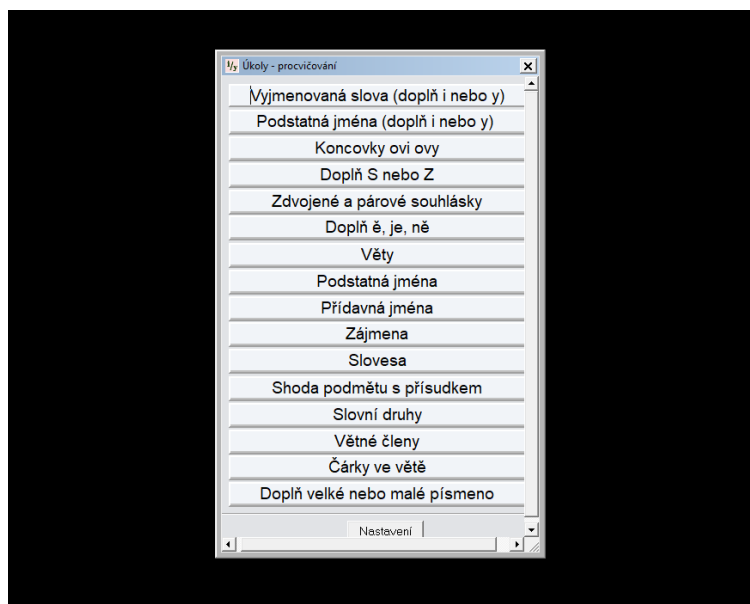 I/y Úkoly - procvičování
Vyjmenovaná slova (doplň i nebo y)
Podstatná jména (doplň i nebo y)
Koncovky ovi ovy
Doplň S nebo Z
Zdvojené a párové souhlásky
Doplň ě, je, ně
Věty
Podstatná jména
Přídavná jména
Zájmena
Slovesa
Shoda podmětu s přísudkem
Slovní druhy
Větné členy
Čárky ve větě
Doplň velké nebo malé písmeno
Nastavení